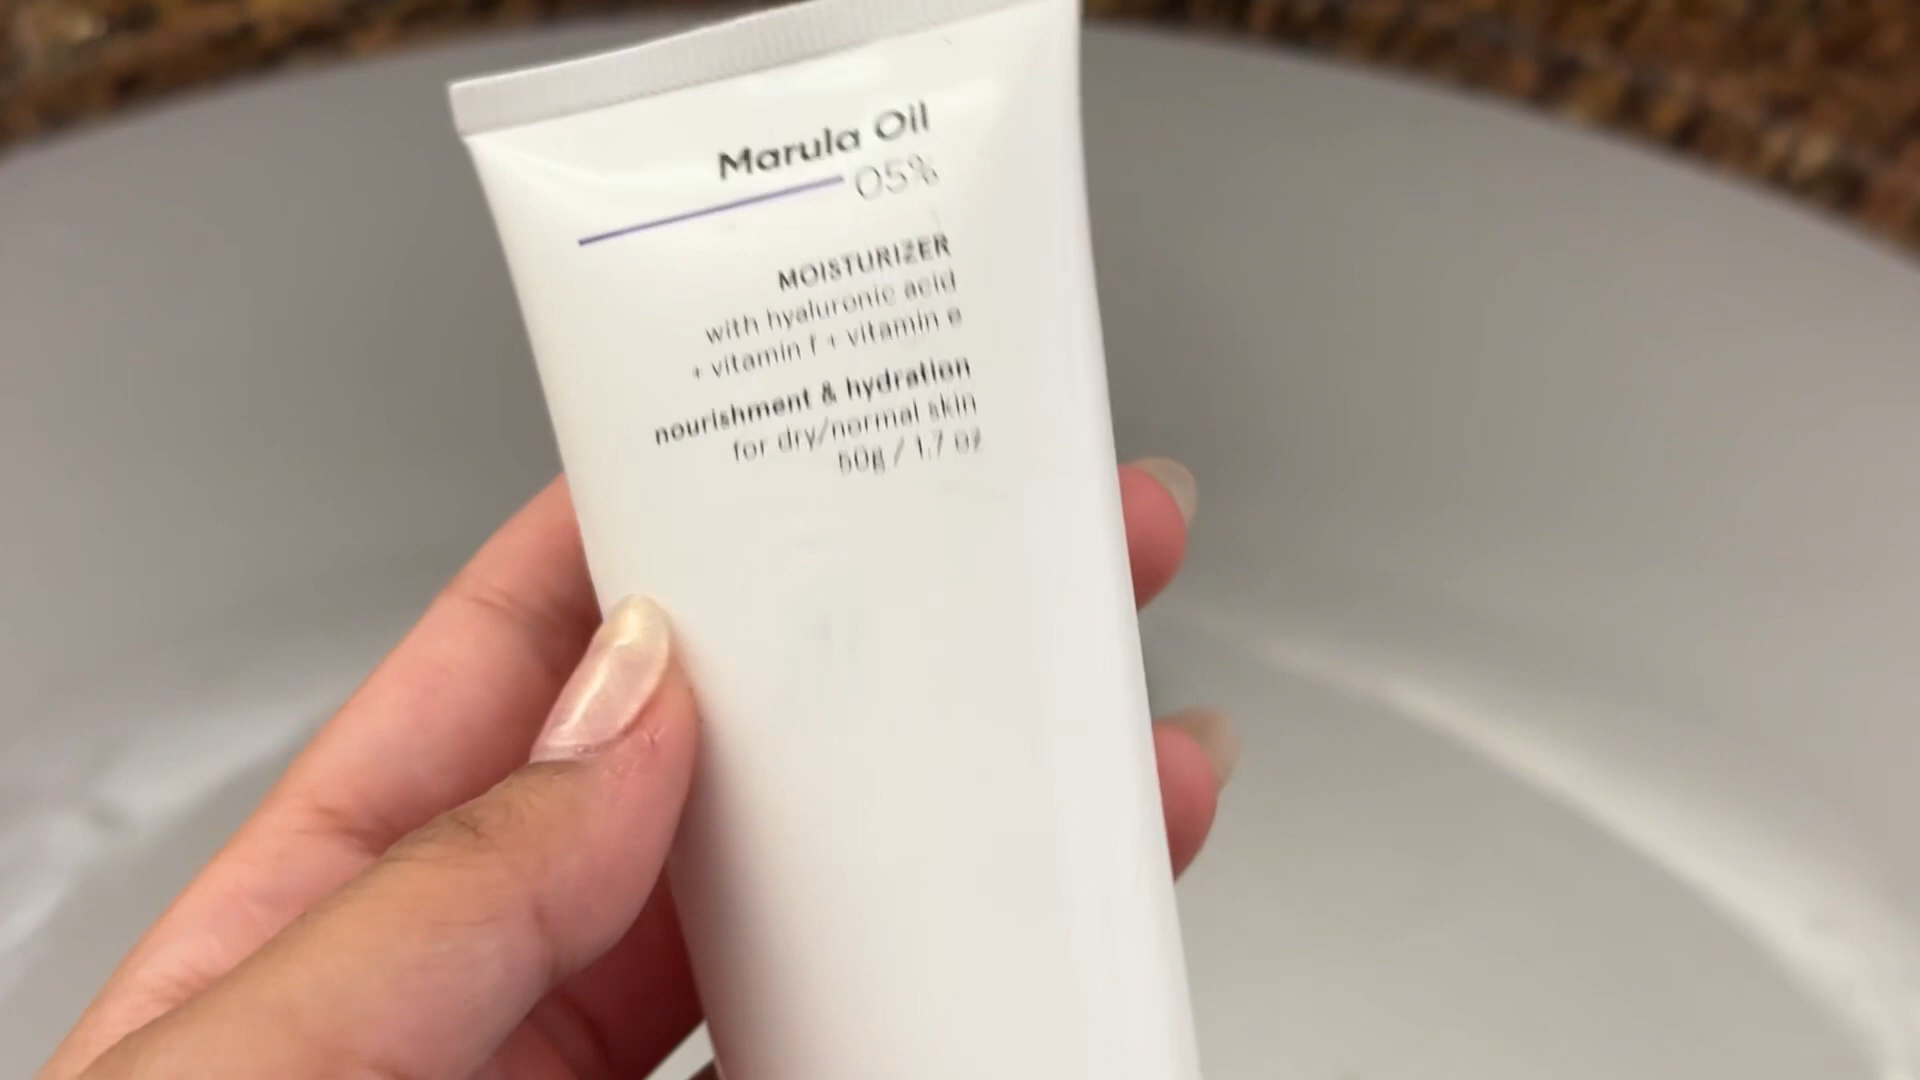 Marula Oil
05%
MOISTURIZER
with hyaluronic acid
+ vitamin f + vitamin e
nourishment & hydration
for dry/normal skin
50g / 1.7 oz